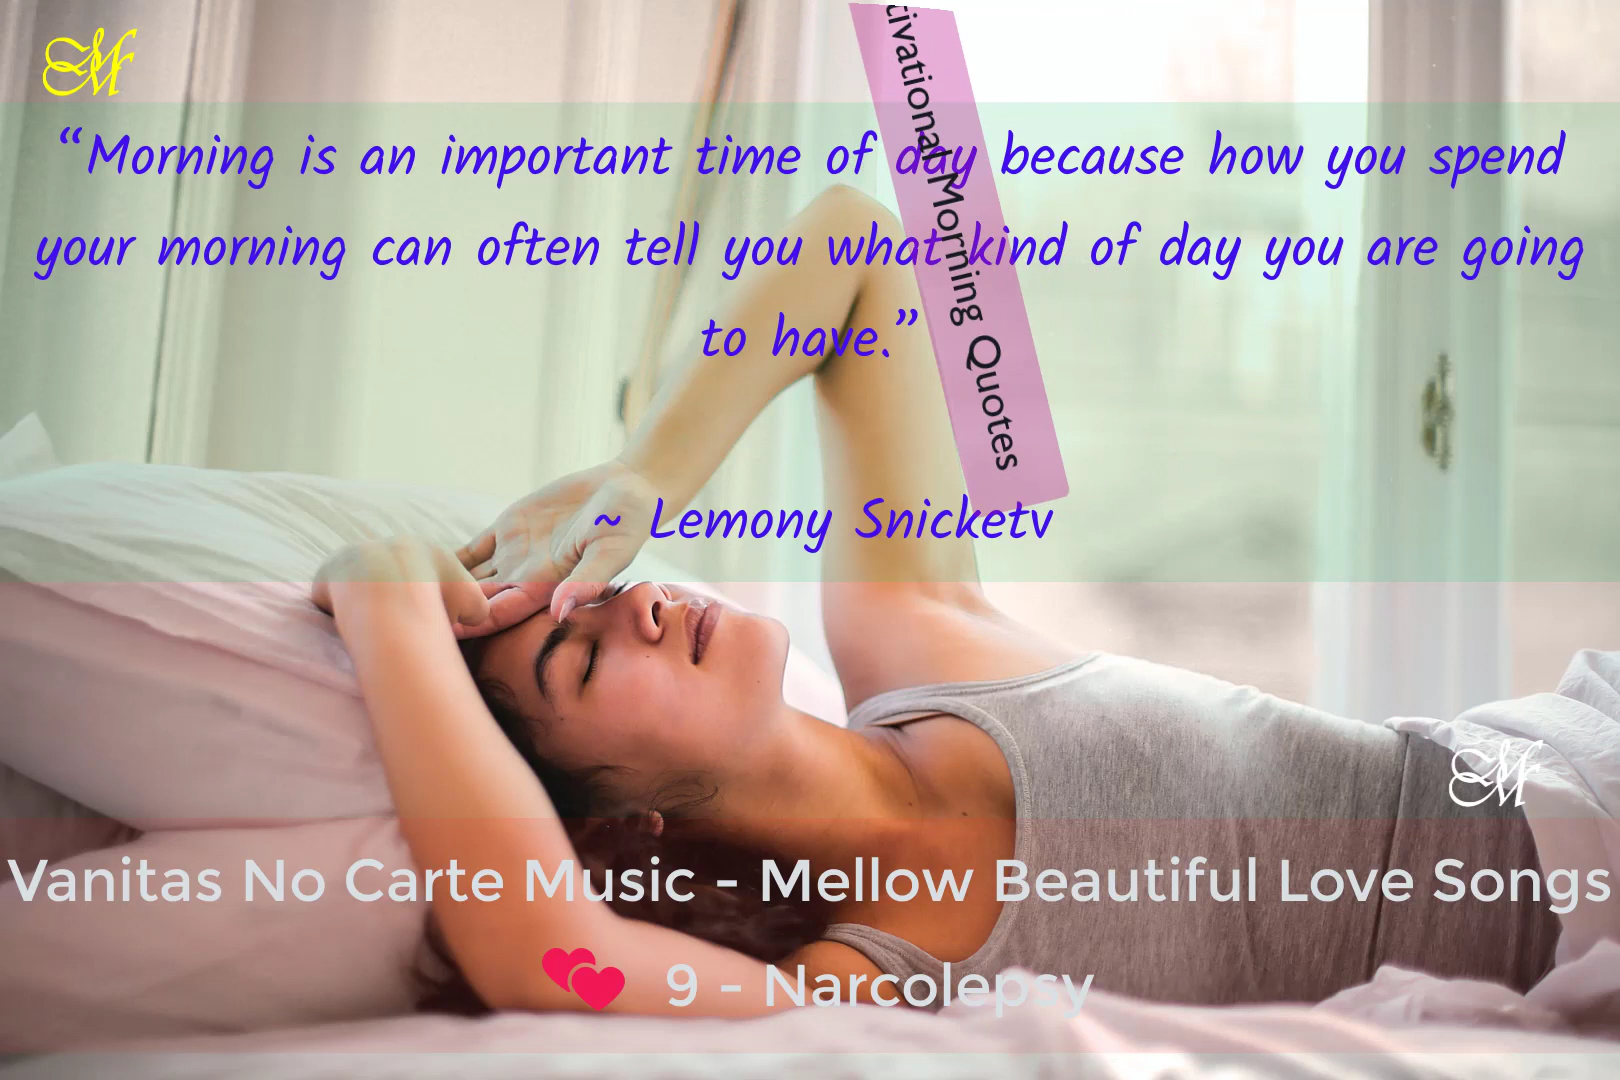 “Morning is an important time of day because how you spend
your morning can often tell you what kind of day you are going
to have.”
~ Lemony Snicketv
tivational Morning Quotes
Vanitas No Carte Music - Mellow Beautiful Love Songs
9 - Narcolepsy